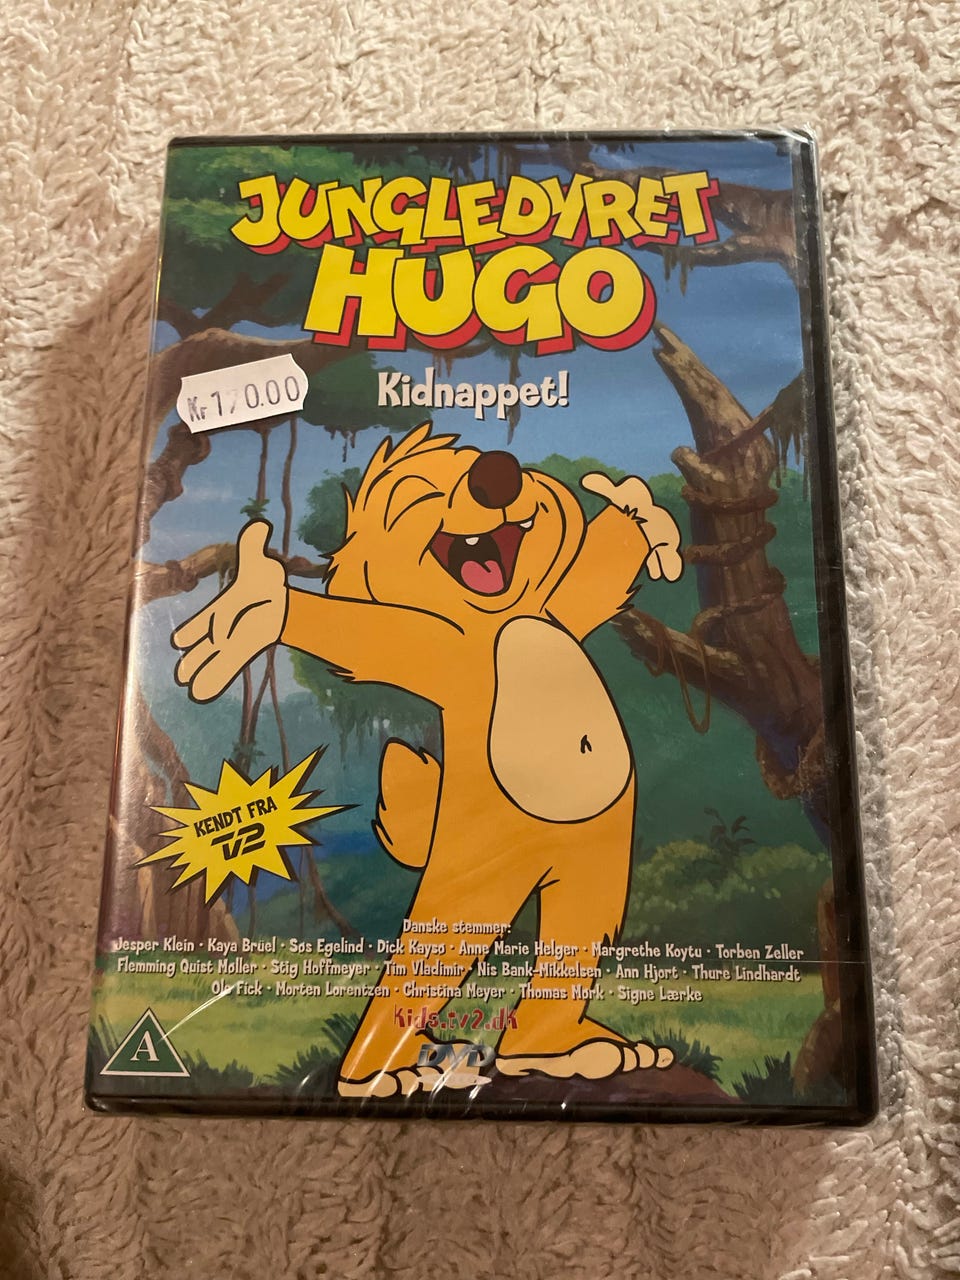 JUNGLEDYRET
HUGO
Kr 170.00
Kidnappet!
KENDT FRA
TV2
Danske stemmer:
Jesper Klein · Kaya Brüel · Søs Egelind · Dick Kaysø · Anne Marie Helger · Margrethe Koytu · Torben Zeller
Flemming Quist Møller · Stig Hoffmeyer · Tim Vladimir · Nis Bank-Mikkelsen · Ann Hjort · Thure Lindhardt
Ole Fick · Morten Lorentzen · Christina Meyer · Thomas Mørk · Signe Lærke
Kids.tv2.dk
A
DVD